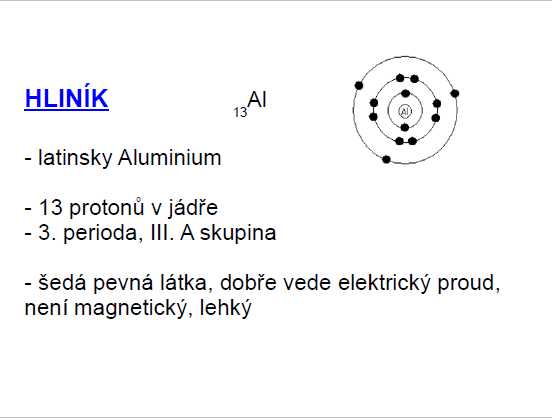 HLINÍK
₁₃Al
Al
- latinsky Aluminium
- 13 protonů v jádře
- 3. perioda, III. A skupina
- šedá pevná látka, dobře vede elektrický proud,
není magnetický, lehký